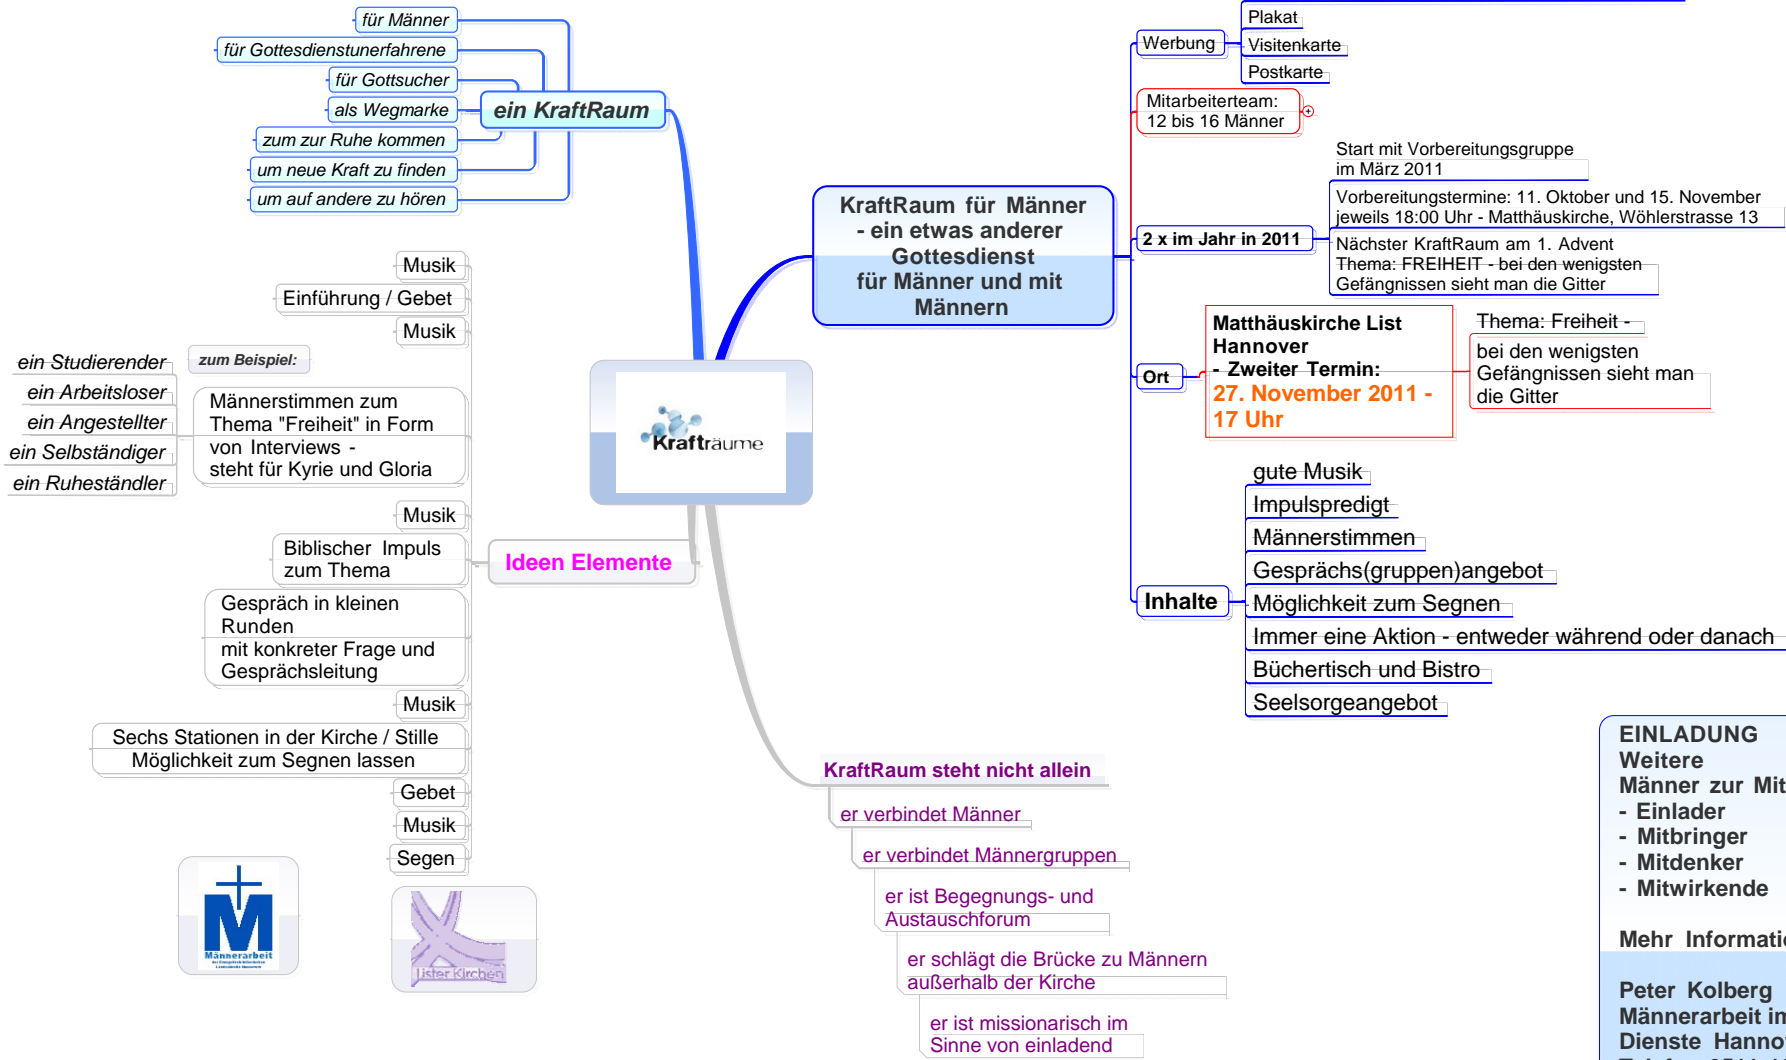 für Männer
für Gottesdienstunerfahrene
für Gottsucher
als Wegmarke
zum zur Ruhe kommen
um neue Kraft zu finden
um auf andere zu hören
ein KraftRaum
Musik
Einführung / Gebet
Musik
zum Beispiel:
ein Studierender
ein Arbeitsloser
ein Angestellter
ein Selbständiger
ein Ruheständler
Männerstimmen zum
Thema "Freiheit" in Form
von Interviews -
steht für Kyrie und Gloria
Musik
Biblischer Impuls
zum Thema
Gespräch in kleinen
Runden
mit konkreter Frage und
Gesprächsleitung
Musik
Sechs Stationen in der Kirche / Stille
Möglichkeit zum Segnen lassen
Gebet
Musik
Segen
Ideen Elemente
M
Männerarbeit
Lister Kirchen
Krafträume
KraftRaum für Männer
- ein etwas anderer
Gottesdienst
für Männer und mit
Männern
Werbung
Plakat
Visitenkarte
Postkarte
Mitarbeiterteam:
12 bis 16 Männer
2 x im Jahr in 2011
Start mit Vorbereitungsgruppe
im März 2011
Vorbereitungstermine: 11. Oktober und 15. November
jeweils 18:00 Uhr - Matthäuskirche, Wöhlerstrasse 13
Nächster KraftRaum am 1. Advent
Thema: FREIHEIT - bei den wenigsten
Gefängnissen sieht man die Gitter
Ort
Matthäuskirche List
Hannover
- Zweiter Termin:
27. November 2011 -
17 Uhr
Thema: Freiheit -
bei den wenigsten
Gefängnissen sieht man
die Gitter
Inhalte
gute Musik
Impulspredigt
Männerstimmen
Gesprächs(gruppen)angebot
Möglichkeit zum Segnen
Immer eine Aktion - entweder während oder danach
Büchertisch und Bistro
Seelsorgeangebot
KraftRaum steht nicht allein
er verbindet Männer
er verbindet Männergruppen
er ist Begegnungs- und
Austauschforum
er schlägt die Brücke zu Männern
außerhalb der Kirche
er ist missionarisch im
Sinne von einladend
EINLADUNG
Weitere
Männer zur Mit
- Einlader
- Mitbringer
- Mitdenker
- Mitwirkende
Mehr Informati
Peter Kolberg
Männerarbeit im
Dienste Hanno